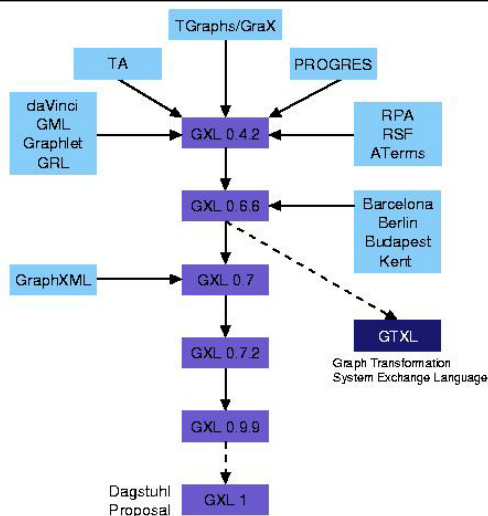 TGraphs/GraX
TA
PROGRES
daVinci
GML
Graphlet
GRL
GXL 0.4.2
RPA
RSF
ATerms
GXL 0.6.6
Barcelona
Berlin
Budapest
Kent
GraphXML
GXL 0.7
GTXL
Graph Transformation
System Exchange Language
GXL 0.7.2
GXL 0.9.9
Dagstuhl
Proposal
GXL 1